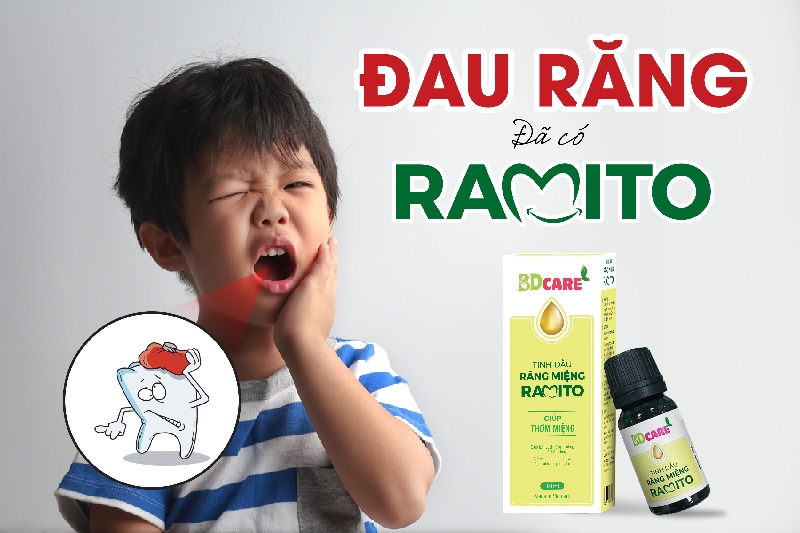 ĐAU RĂNG
Đã có
RAMITO
BDCARE
TINH DẦU
RĂNG MIỆNG
RAMITO
GIÚP
THƠM MIỆNG
BDCARE
TINH DẦU
RĂNG MIỆNG
RAMITO